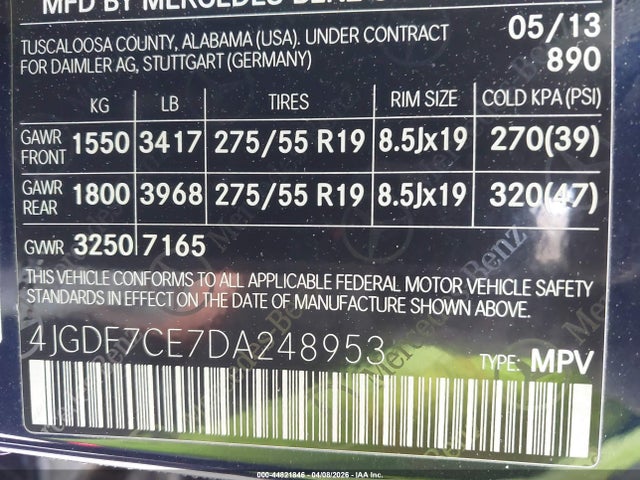 MFD BY MERCEDES BENZ
TUSCALOOSA COUNTY, ALABAMA (USA). UNDER CONTRACT 05/13
FOR DAIMLER AG, STUTTGART (GERMANY) 890
KG LB TIRES RIM SIZE COLD KPA (PSI)
GAWR FRONT 1550 3417 275/55 R19 8.5Jx19 270(39)
GAWR REAR 1800 3968 275/55 R19 8.5Jx19 320(47)
GVWR 3250 7165
THIS VEHICLE CONFORMS TO ALL APPLICABLE FEDERAL MOTOR VEHICLE SAFETY
STANDARDS IN EFFECT ON THE DATE OF MANUFACTURE SHOWN ABOVE.
4JGDF7CE7DA248953 TYPE: MPV
000-44821846 - 04/08/2026 - IAA Inc.